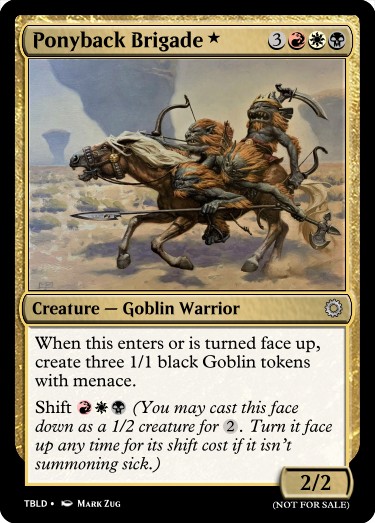 Ponyback Brigade ★ 3
Creature — Goblin Warrior
When this enters or is turned face up,
create three 1/1 black Goblin tokens
with menace.
Shift (You may cast this face
down as a 1/2 creature for 2. Turn it face
up any time for its shift cost if it isn't
summoning sick.)
2/2
TBLD • Mark Zug
(NOT FOR SALE)